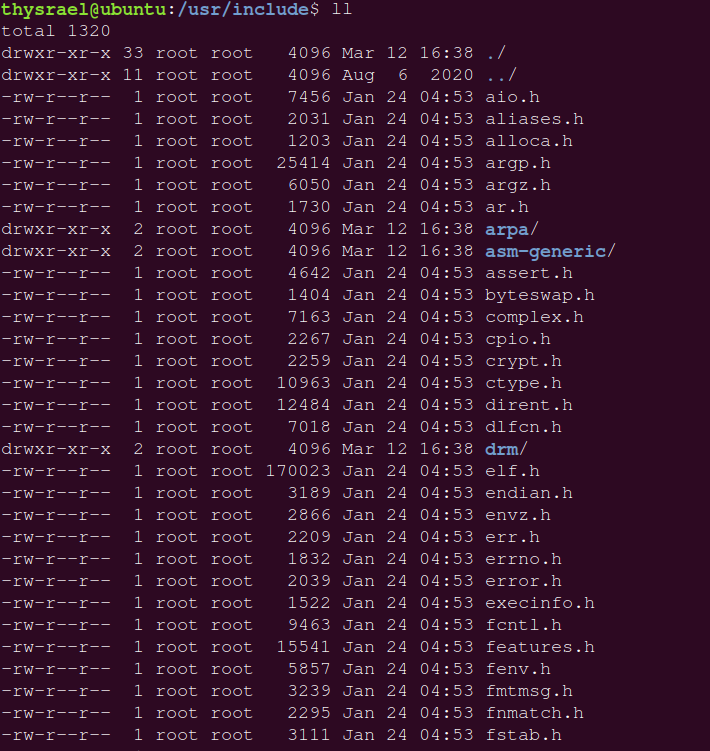 thysrael@ubuntu:/usr/include$ ll
total 1320
drwxr-xr-x 33 root root   4096 Mar 12 16:38 ./
drwxr-xr-x 11 root root   4096 Aug  6  2020 ../
-rw-r--r--  1 root root   7456 Jan 24 04:53 aio.h
-rw-r--r--  1 root root   2031 Jan 24 04:53 aliases.h
-rw-r--r--  1 root root   1203 Jan 24 04:53 alloca.h
-rw-r--r--  1 root root  25414 Jan 24 04:53 argp.h
-rw-r--r--  1 root root   6050 Jan 24 04:53 argz.h
-rw-r--r--  1 root root   1730 Jan 24 04:53 ar.h
drwxr-xr-x  2 root root   4096 Mar 12 16:38 arpa/
drwxr-xr-x  2 root root   4096 Mar 12 16:38 asm-generic/
-rw-r--r--  1 root root   4642 Jan 24 04:53 assert.h
-rw-r--r--  1 root root   1404 Jan 24 04:53 byteswap.h
-rw-r--r--  1 root root   7163 Jan 24 04:53 complex.h
-rw-r--r--  1 root root   2267 Jan 24 04:53 cpio.h
-rw-r--r--  1 root root   2259 Jan 24 04:53 crypt.h
-rw-r--r--  1 root root  10963 Jan 24 04:53 ctype.h
-rw-r--r--  1 root root  12484 Jan 24 04:53 dirent.h
-rw-r--r--  1 root root   7018 Jan 24 04:53 dlfcn.h
drwxr-xr-x  2 root root   4096 Mar 12 16:38 drm/
-rw-r--r--  1 root root 170023 Jan 24 04:53 elf.h
-rw-r--r--  1 root root   3189 Jan 24 04:53 endian.h
-rw-r--r--  1 root root   2866 Jan 24 04:53 envz.h
-rw-r--r--  1 root root   2209 Jan 24 04:53 err.h
-rw-r--r--  1 root root   1832 Jan 24 04:53 errno.h
-rw-r--r--  1 root root   2039 Jan 24 04:53 error.h
-rw-r--r--  1 root root   1522 Jan 24 04:53 execinfo.h
-rw-r--r--  1 root root   9463 Jan 24 04:53 fcntl.h
-rw-r--r--  1 root root  15541 Jan 24 04:53 features.h
-rw-r--r--  1 root root   5857 Jan 24 04:53 fenv.h
-rw-r--r--  1 root root   3239 Jan 24 04:53 fmtmsg.h
-rw-r--r--  1 root root   2295 Jan 24 04:53 fnmatch.h
-rw-r--r--  1 root root   3111 Jan 24 04:53 fstab.h